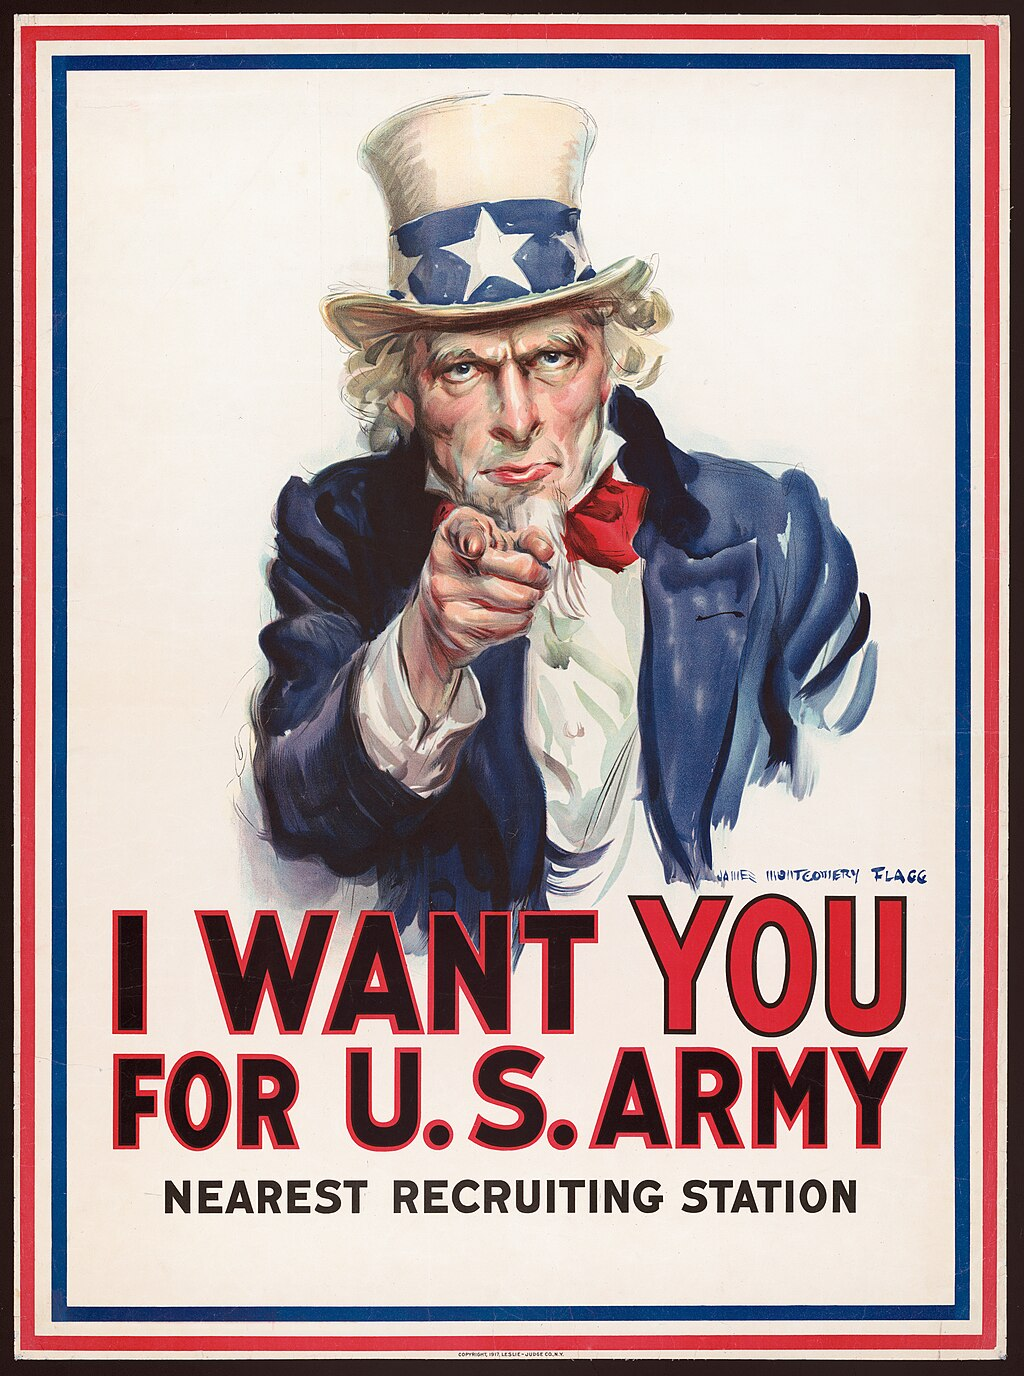 JAMES MONTGOMERY FLAGG
I WANT YOU
FOR U.S. ARMY
NEAREST RECRUITING STATION
COPYRIGHT, 1917, LESLIE-JUDGE CO., N.Y.